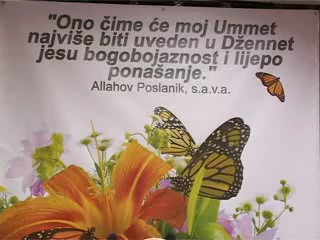 "Ono čime će moj Ummet
najviše biti uveden u Džennet
jesu bogobojaznost i lijepo
ponašanje."
Allahov Poslanik, s.a.v.a.